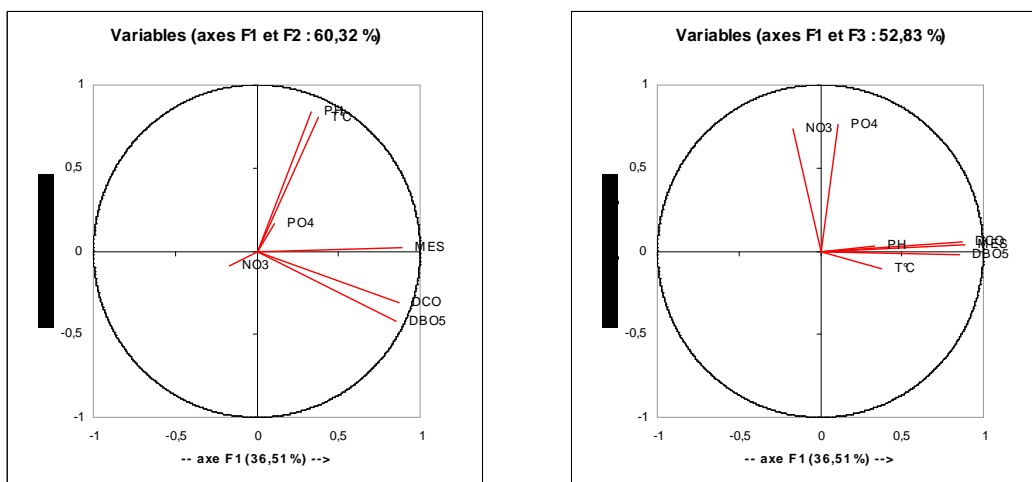 Variables (axes F1 et F2 : 60,32 %)
1
PH
T°C
0,5
PO4
MES
0
NO3
DCO
DBO5
-0,5
-1
-1 -0,5 0 0,5 1
-- axe F1 (36,51 %) -->
Variables (axes F1 et F3 : 52,83 %)
1
NO3 PO4
0,5
DCO
PH MES
0
DBO5
T°C
-0,5
-1
-1 -0,5 0 0,5 1
-- axe F1 (36,51 %) -->